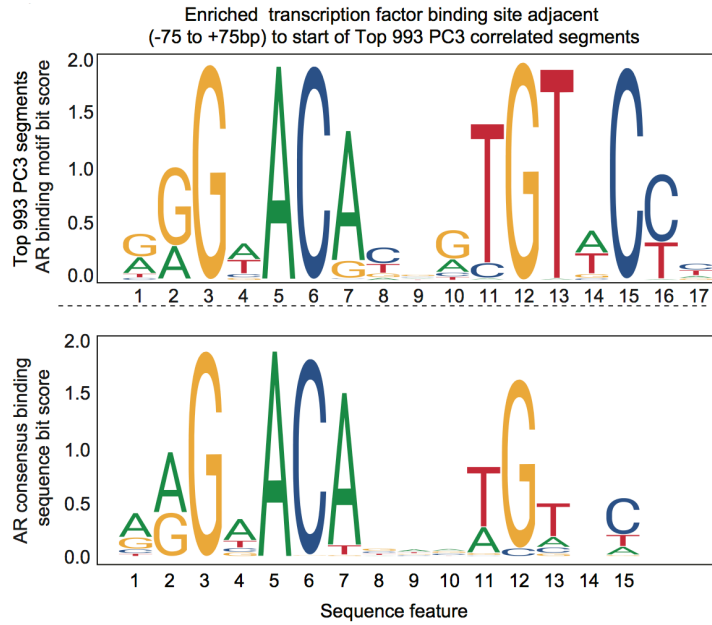 Enriched transcription factor binding site adjacent
(-75 to +75bp) to start of Top 993 PC3 correlated segments
Top 993 PC3 segments
AR binding motif bit score
2.0
1.5
1.0
0.5
0.0
1 2 3 4 5 6 7 8 9 10 11 12 13 14 15 16 17
AR consensus binding
sequence bit score
2.0
1.5
1.0
0.5
0.0
1 2 3 4 5 6 7 8 9 10 11 12 13 14 15
Sequence feature